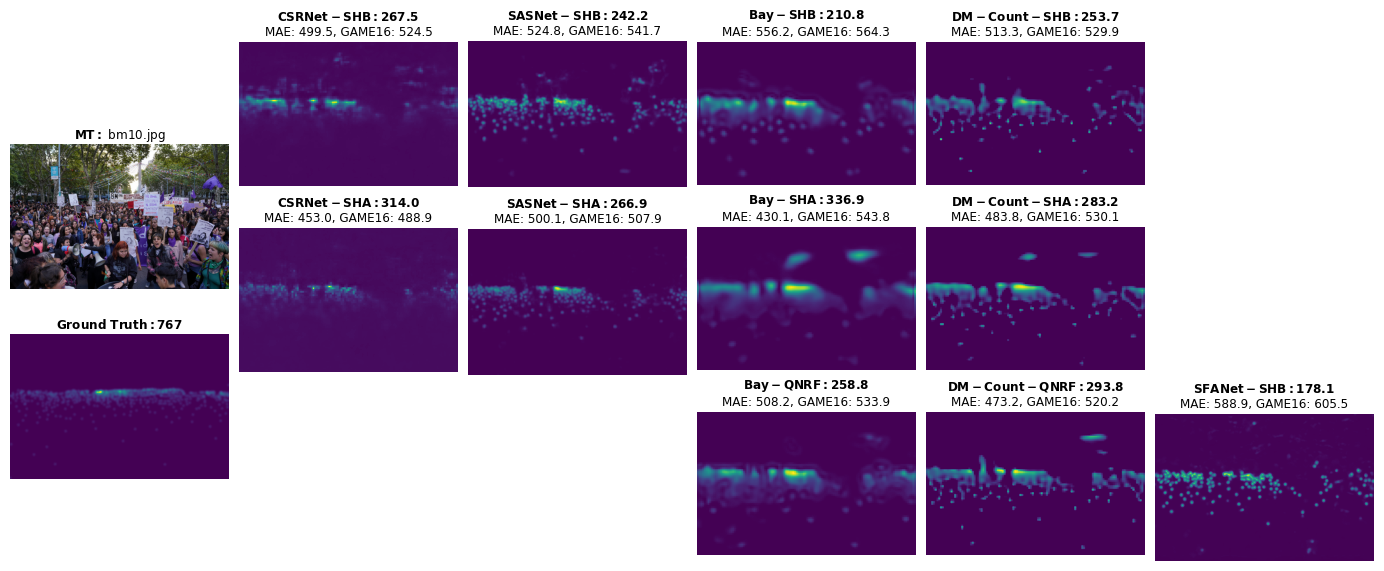 CSRNet − SHB : 267.5
MAE: 499.5, GAME16: 524.5
SASNet − SHB : 242.2
MAE: 524.8, GAME16: 541.7
Bay − SHB : 210.8
MAE: 556.2, GAME16: 564.3
DM − Count − SHB : 253.7
MAE: 513.3, GAME16: 529.9
MT : bm10.jpg
CSRNet − SHA : 314.0
MAE: 453.0, GAME16: 488.9
SASNet − SHA : 266.9
MAE: 500.1, GAME16: 507.9
Bay − SHA : 336.9
MAE: 430.1, GAME16: 543.8
DM − Count − SHA : 283.2
MAE: 483.8, GAME16: 530.1
Ground Truth : 767
Bay − QNRF : 258.8
MAE: 508.2, GAME16: 533.9
DM − Count − QNRF : 293.8
MAE: 473.2, GAME16: 520.2
SFANet − SHB : 178.1
MAE: 588.9, GAME16: 605.5